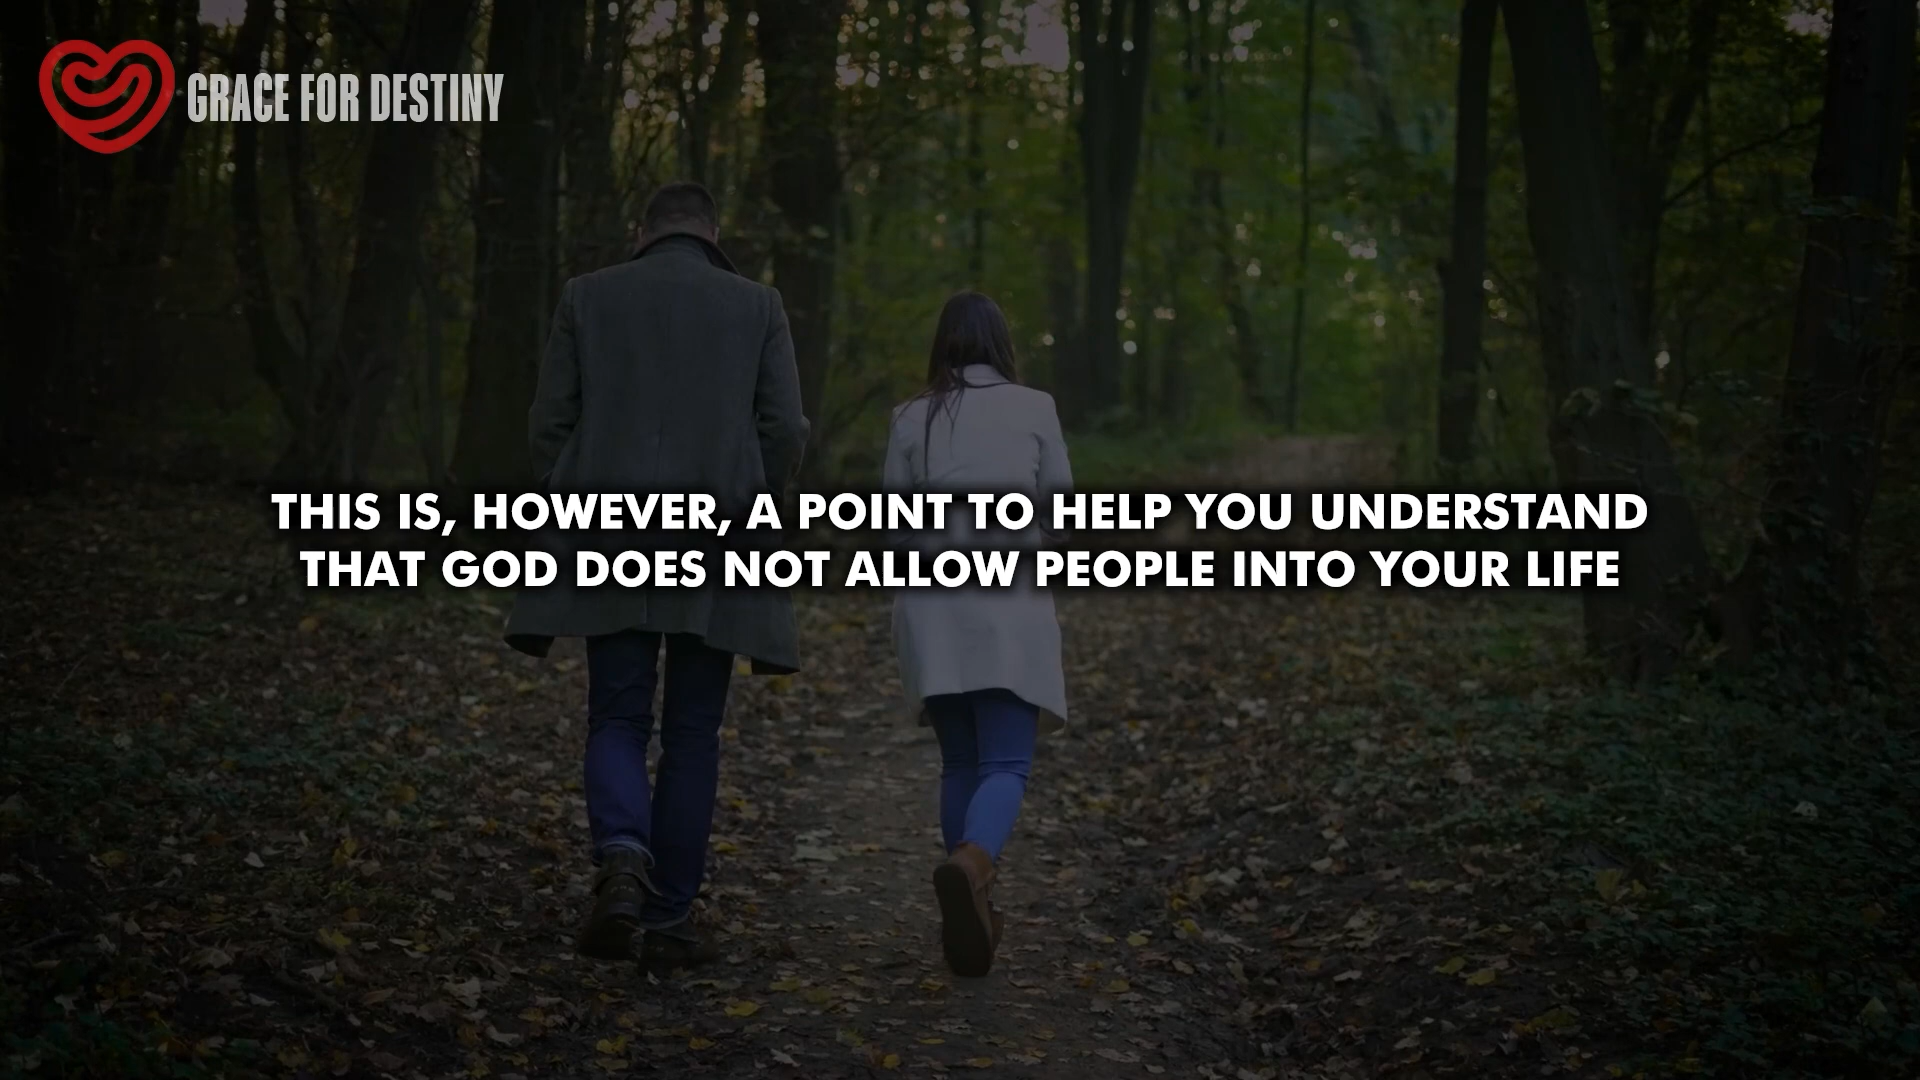 GRACE FOR DESTINY
THIS IS, HOWEVER, A POINT TO HELP YOU UNDERSTAND
THAT GOD DOES NOT ALLOW PEOPLE INTO YOUR LIFE